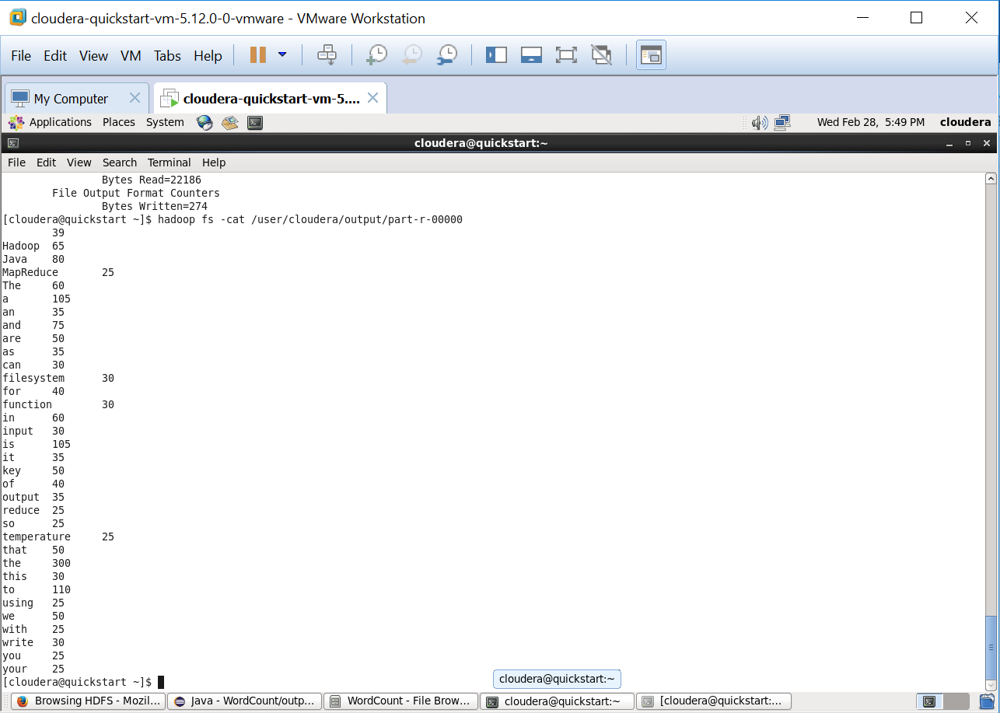 cloudera-quickstart-vm-5.12.0-0-vmware - VMware Workstation
File Edit View VM Tabs Help
My Computer
cloudera-quickstart-vm-5....
Applications Places System
Wed Feb 28, 5:49 PM cloudera
cloudera@quickstart:~
File Edit View Search Terminal Help
Bytes Read=22186
File Output Format Counters
Bytes Written=274
[cloudera@quickstart ~]$ hadoop fs -cat /user/cloudera/output/part-r-00000
39
Hadoop 65
Java 80
MapReduce 25
The 60
a 105
an 35
and 75
are 50
as 35
can 30
filesystem 30
for 40
function 30
in 60
input 30
is 105
it 35
key 50
of 40
output 35
reduce 25
so 25
temperature 25
that 50
the 300
this 30
to 110
using 25
we 50
with 25
write 30
you 25
your 25
[cloudera@quickstart ~]$
cloudera@quickstart:~
Browsing HDFS - Mozil...
Java - WordCount/outp...
WordCount - File Brow...
cloudera@quickstart:~
[cloudera@quickstart:...